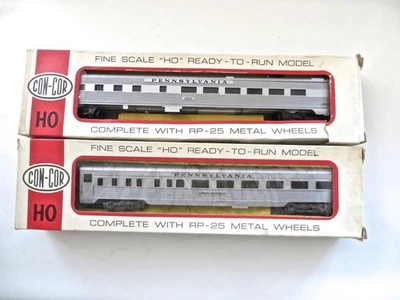 FINE SCALE "HO" READY-TO-RUN MODEL
CON-COR
PENNSYLVANIA
HO
COMPLETE WITH RP-25 METAL WHEELS
FINE SCALE "HO" READY-TO-RUN MODEL
CON-COR
PENNSYLVANIA
HO
COMPLETE WITH RP-25 METAL WHEELS